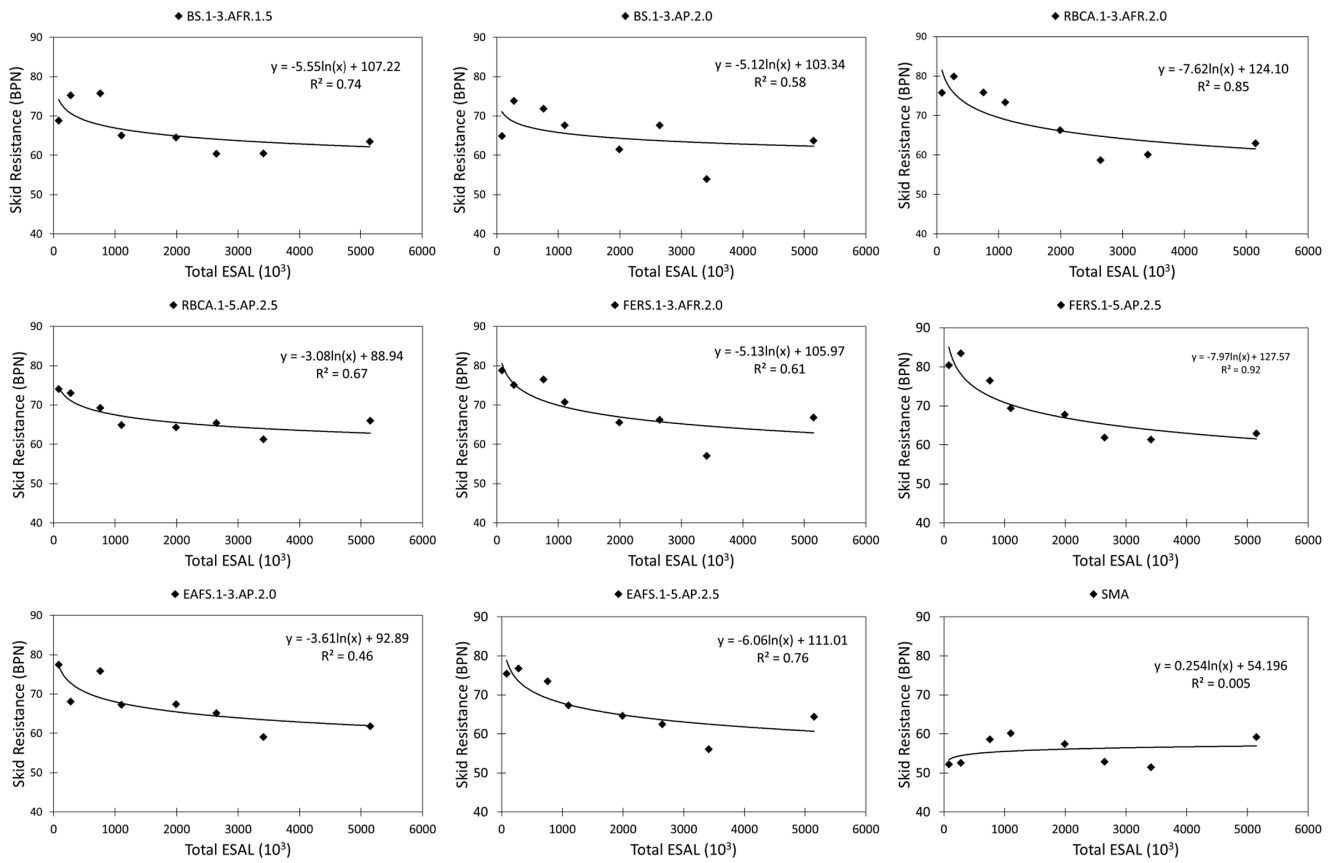 BS.1-3.AFR.1.5
90
80
70
60
50
40
0 1000 2000 3000 4000 5000 6000
Skid Resistance (BPN)
Total ESAL (10³)
y = -5.55ln(x) + 107.22
R² = 0.74
BS.1-3.AP.2.0
90
80
70
60
50
40
0 1000 2000 3000 4000 5000 6000
Skid Resistance (BPN)
Total ESAL (10³)
y = -5.12ln(x) + 103.34
R² = 0.58
RBCA.1-3.AFR.2.0
90
80
70
60
50
40
0 1000 2000 3000 4000 5000 6000
Skid Resistance (BPN)
Total ESAL (10³)
y = -7.62ln(x) + 124.10
R² = 0.85
RBCA.1-5.AP.2.5
90
80
70
60
50
40
0 1000 2000 3000 4000 5000 6000
Skid Resistance (BPN)
Total ESAL (10³)
y = -3.08ln(x) + 88.94
R² = 0.67
FERS.1-3.AFR.2.0
90
80
70
60
50
40
0 1000 2000 3000 4000 5000 6000
Skid Resistance (BPN)
Total ESAL (10³)
y = -5.13ln(x) + 105.97
R² = 0.61
FERS.1-5.AP.2.5
90
80
70
60
50
40
0 1000 2000 3000 4000 5000 6000
Skid Resistance (BPN)
Total ESAL (10³)
y = -7.97ln(x) + 127.57
R² = 0.92
EAFS.1-3.AP.2.0
90
80
70
60
50
40
0 1000 2000 3000 4000 5000 6000
Skid Resistance (BPN)
Total ESAL (10³)
y = -3.61ln(x) + 92.89
R² = 0.46
EAFS.1-5.AP.2.5
90
80
70
60
50
40
0 1000 2000 3000 4000 5000 6000
Skid Resistance (BPN)
Total ESAL (10³)
y = -6.06ln(x) + 111.01
R² = 0.76
SMA
90
80
70
60
50
40
0 1000 2000 3000 4000 5000 6000
Skid Resistance (BPN)
Total ESAL (10³)
y = 0.254ln(x) + 54.196
R² = 0.005